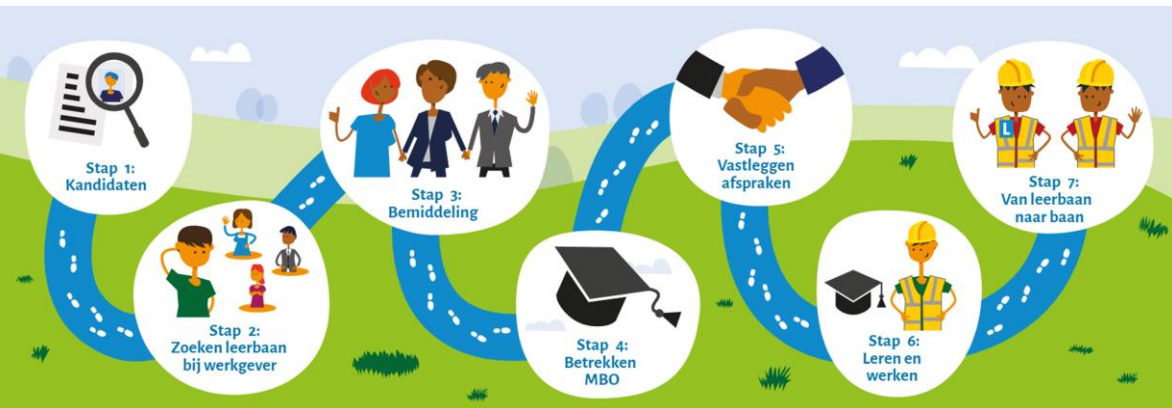 Stap 1:
Kandidaten
Stap 2:
Zoeken leerbaan
bij werkgever
Stap 3:
Bemiddeling
Stap 4:
Betrekken
MBO
Stap 5:
Vastleggen
afspraken
Stap 6:
Leren en
werken
L
Stap 7:
Van leerbaan
naar baan